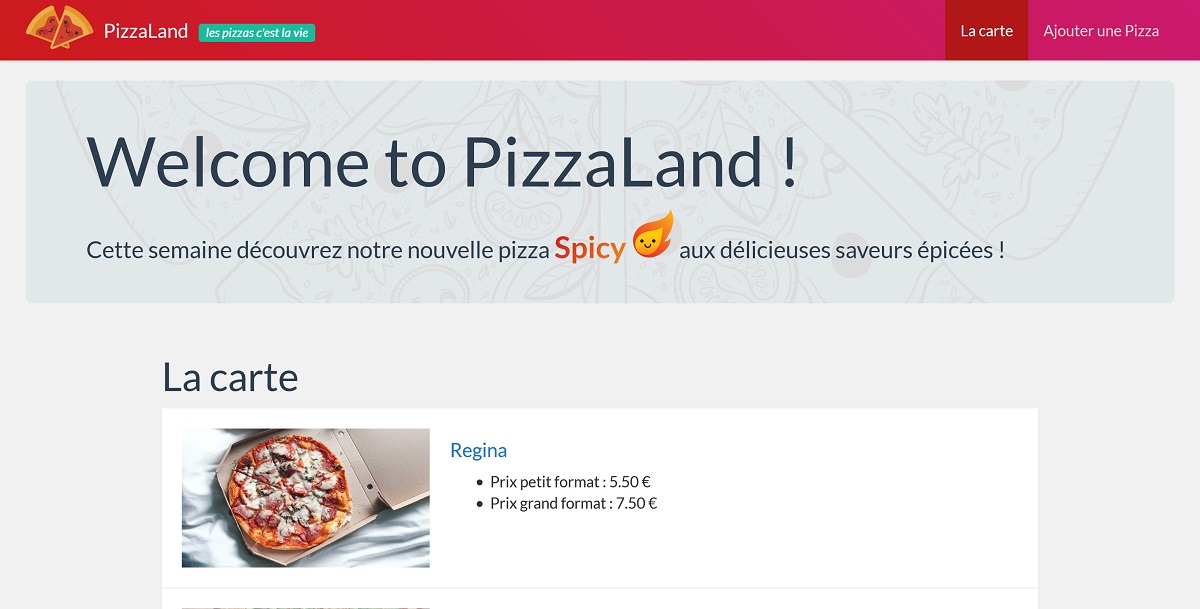 PizzaLand les pizzas c'est la vie La carte Ajouter une Pizza
Welcome to PizzaLand !
Cette semaine découvrez notre nouvelle pizza Spicy aux délicieuses saveurs épicées !
La carte
Regina
Prix petit format : 5.50 €
Prix grand format : 7.50 €